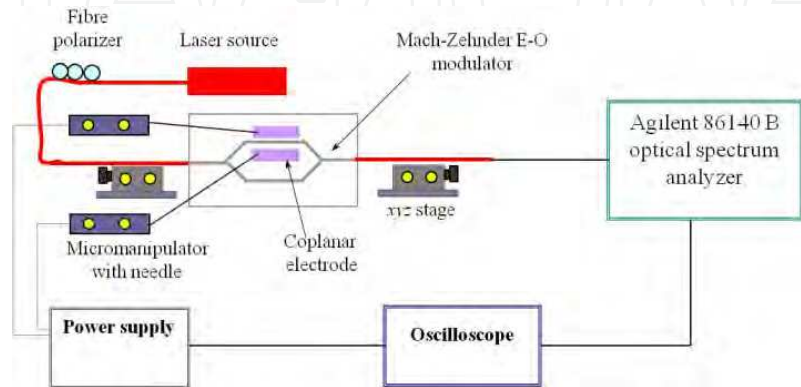 Fibre
polarizer
Laser source
Mach-Zehnder E-O
modulator
Agilent 86140 B
optical spectrum
analyzer
xyz stage
Micromanipulator
with needle
Coplanar
electrode
Power supply
Oscilloscope